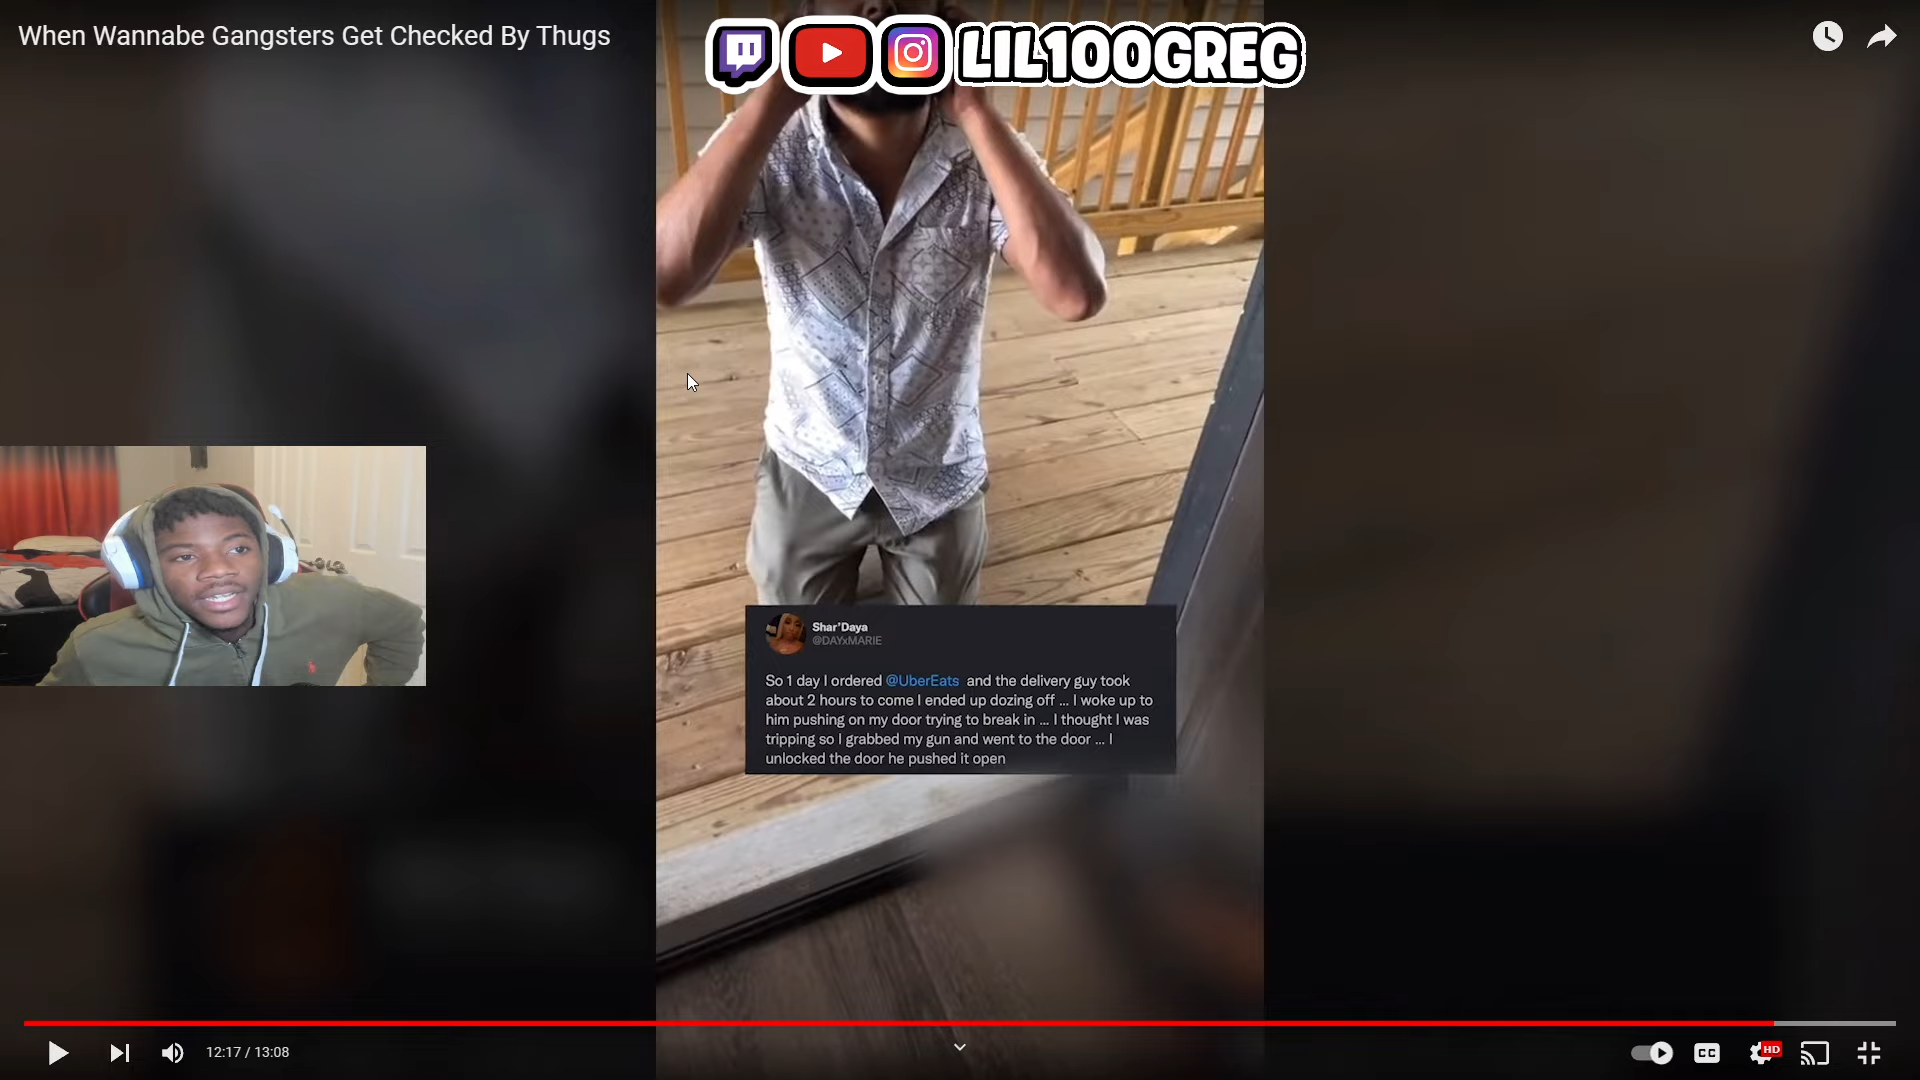 When Wannabe Gangsters Get Checked By Thugs
LIL100GREG
Shar'Daya
@DAYxMARIE
So 1 day I ordered @UberEats and the delivery guy took
about 2 hours to come I ended up dozing off ... I woke up to
him pushing on my door trying to break in ... I thought I was
tripping so I grabbed my gun and went to the door ... I
unlocked the door he pushed it open
12:17 / 13:08
CC
HD